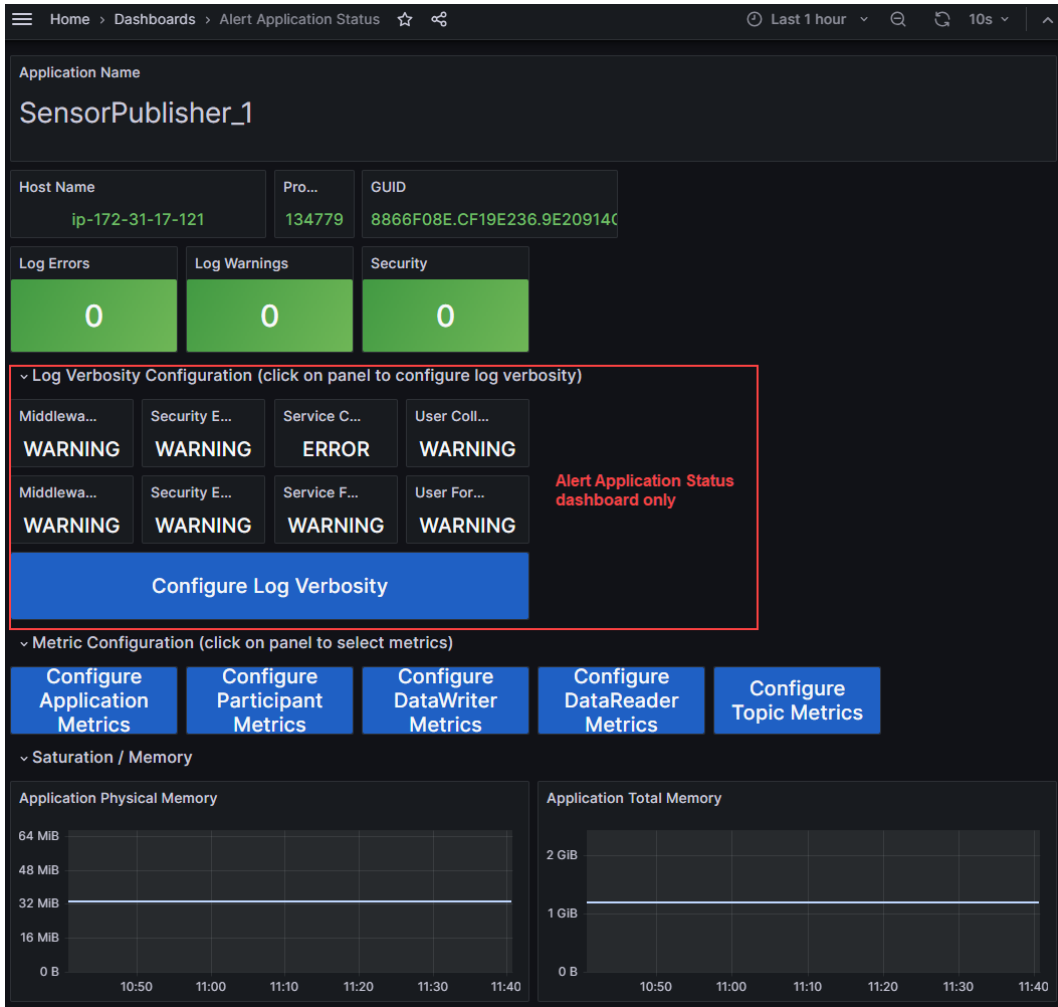 Home > Dashboards > Alert Application Status
Last 1 hour
10s
Application Name
SensorPublisher_1
Host Name
Pro...
GUID
ip-172-31-17-121
134779
8866F08E.CF19E236.9E20914
Log Errors
Log Warnings
Security
0
0
0
Log Verbosity Configuration (click on panel to configure log verbosity)
Middlewa...
Security E...
Service C...
User Coll...
WARNING
WARNING
ERROR
WARNING
Middlewa...
Security E...
Service F...
User For...
WARNING
WARNING
WARNING
WARNING
Alert Application Status
dashboard only
Configure Log Verbosity
Metric Configuration (click on panel to select metrics)
Configure
Application
Metrics
Configure
Participant
Metrics
Configure
DataWriter
Metrics
Configure
DataReader
Metrics
Configure
Topic Metrics
Saturation / Memory
Application Physical Memory
64 MiB
48 MiB
32 MiB
16 MiB
0 B
10:50
11:00
11:10
11:20
11:30
11:40
Application Total Memory
2 GiB
1 GiB
0 B
10:50
11:00
11:10
11:20
11:30
11:40